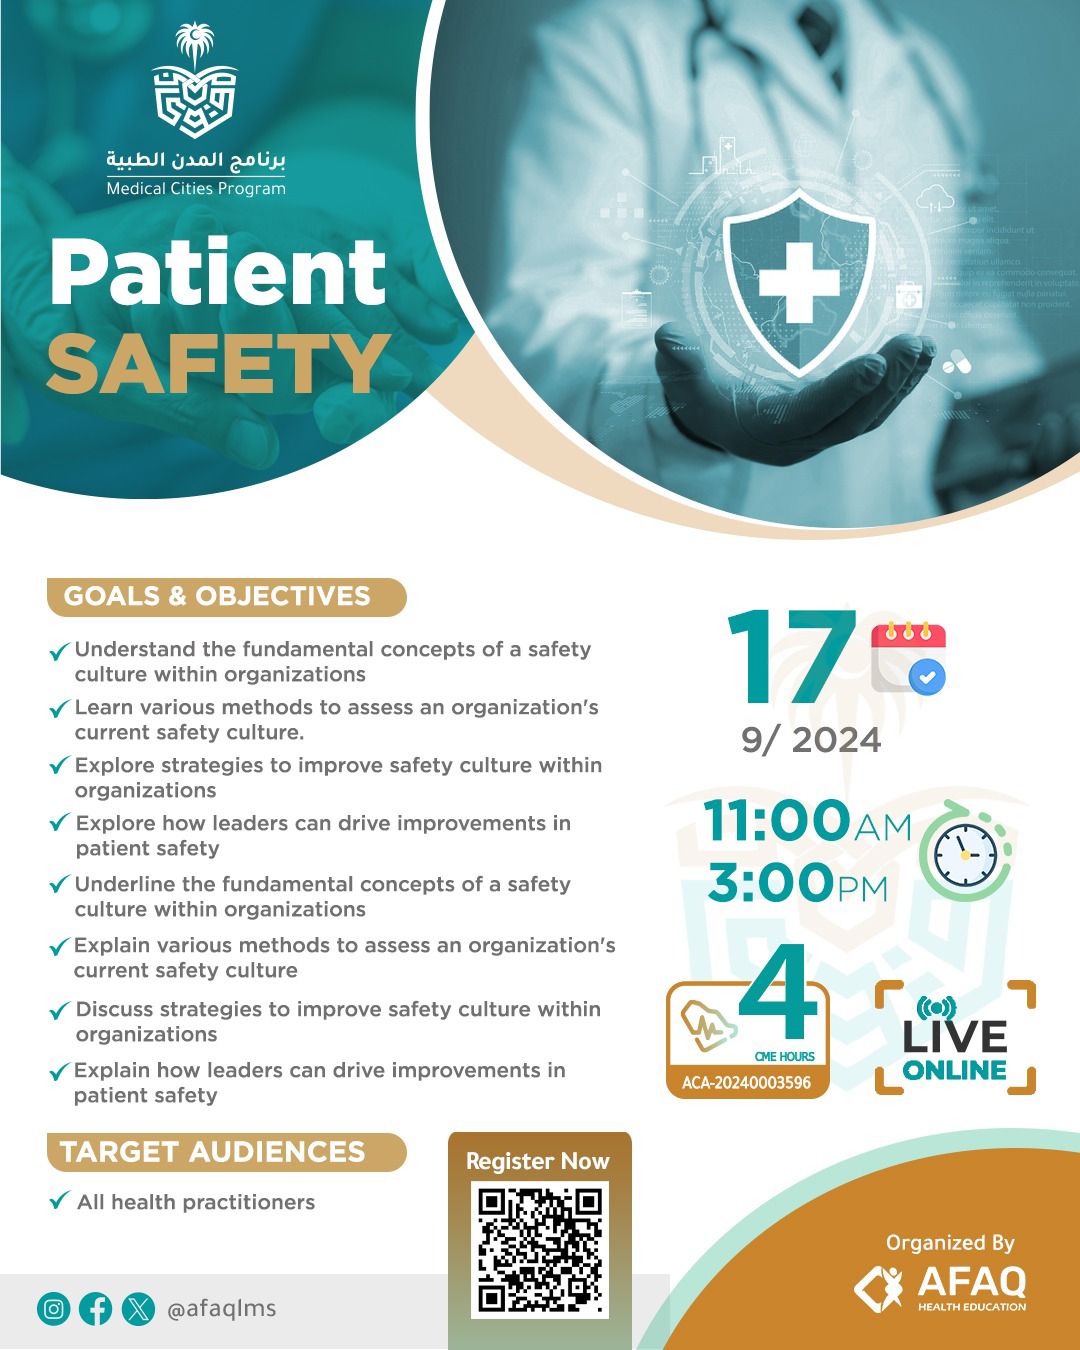 برنامج المدن الطبية
Medical Cities Program
Patient
SAFETY
GOALS & OBJECTIVES
Understand the fundamental concepts of a safety
culture within organizations
Learn various methods to assess an organization's
current safety culture.
Explore strategies to improve safety culture within
organizations
Explore how leaders can drive improvements in
patient safety
Underline the fundamental concepts of a safety
culture within organizations
Explain various methods to assess an organization's
current safety culture
Discuss strategies to improve safety culture within
organizations
Explain how leaders can drive improvements in
patient safety
17
9/ 2024
11:00 AM
3:00 PM
4
CME HOURS
ACA-20240003596
LIVE
ONLINE
TARGET AUDIENCES
All health practitioners
Register Now
@afaqlms
Organized By
AFAQ
HEALTH EDUCATION